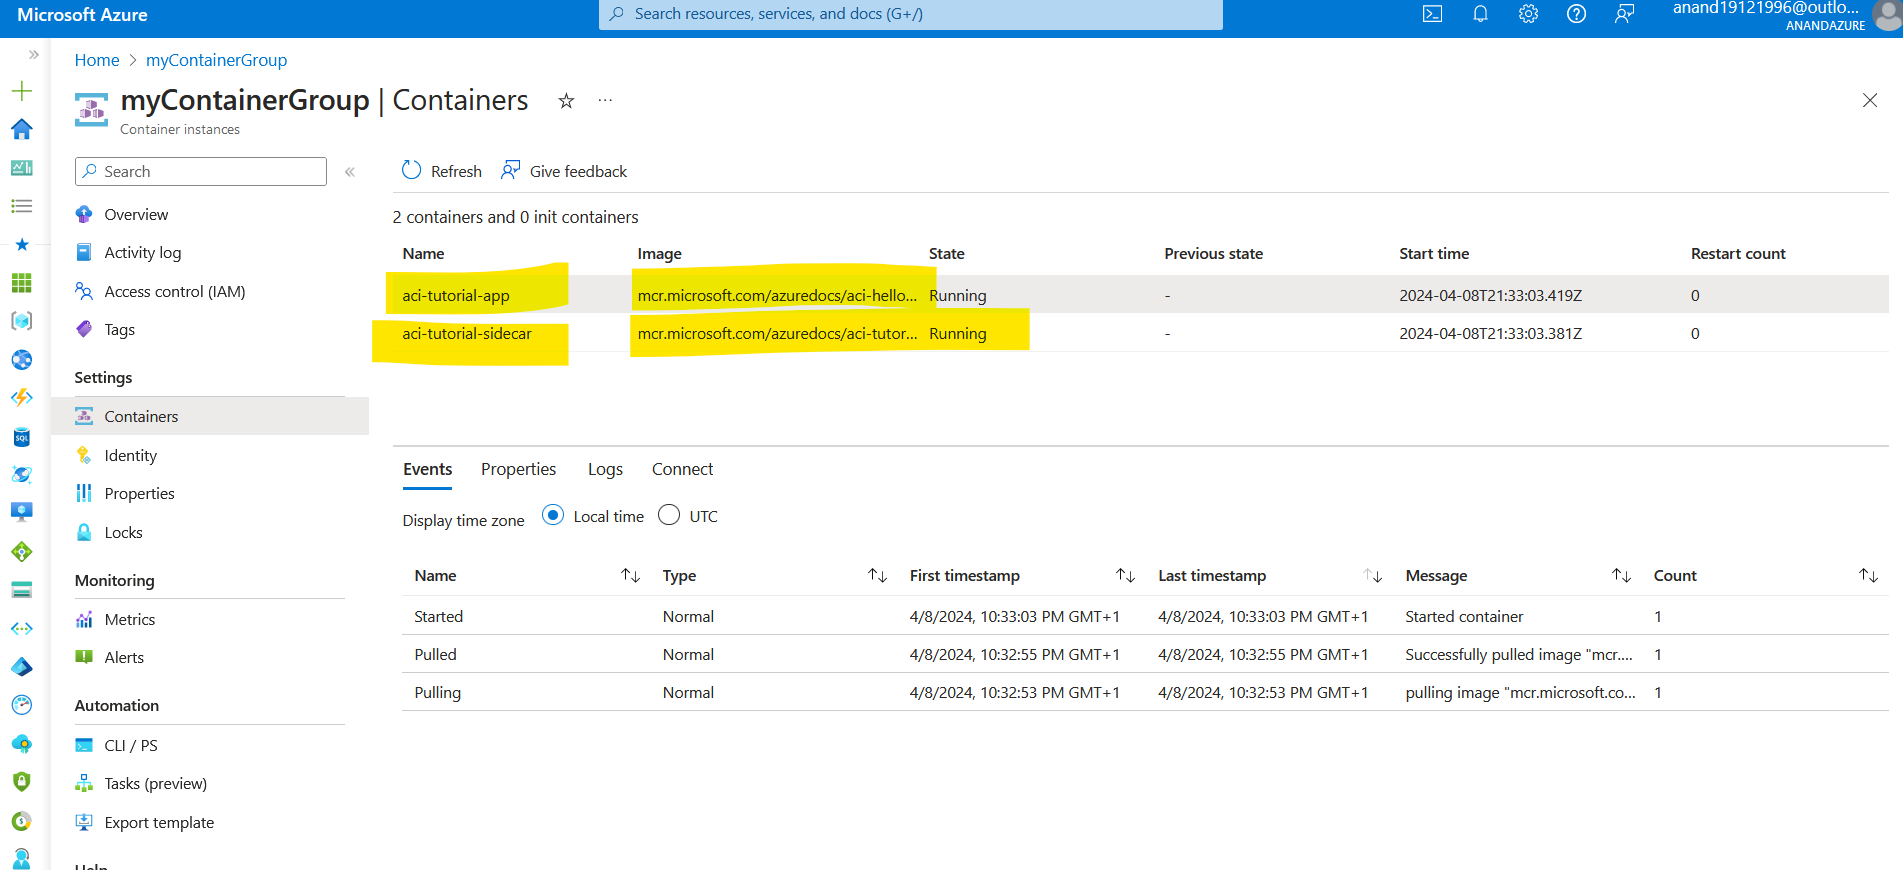 Microsoft Azure
Search resources, services, and docs (G+/)
anand19121996@outlo...
ANANDAZURE
Home > myContainerGroup
myContainerGroup | Containers
Container instances
Search
Refresh
Give feedback
Overview
Activity log
Access control (IAM)
Tags
Settings
Containers
Identity
Properties
Locks
Monitoring
Metrics
Alerts
Automation
CLI / PS
Tasks (preview)
Export template
Help
2 containers and 0 init containers
Name Image State Previous state Start time Restart count
aci-tutorial-app mcr.microsoft.com/azuredocs/aci-hello... Running - 2024-04-08T21:33:03.419Z 0
aci-tutorial-sidecar mcr.microsoft.com/azuredocs/aci-tutor... Running - 2024-04-08T21:33:03.381Z 0
Events Properties Logs Connect
Display time zone Local time UTC
Name Type First timestamp Last timestamp Message Count
Started Normal 4/8/2024, 10:33:03 PM GMT+1 4/8/2024, 10:33:03 PM GMT+1 Started container 1
Pulled Normal 4/8/2024, 10:32:55 PM GMT+1 4/8/2024, 10:32:55 PM GMT+1 Successfully pulled image "mcr.... 1
Pulling Normal 4/8/2024, 10:32:53 PM GMT+1 4/8/2024, 10:32:53 PM GMT+1 pulling image "mcr.microsoft.co... 1